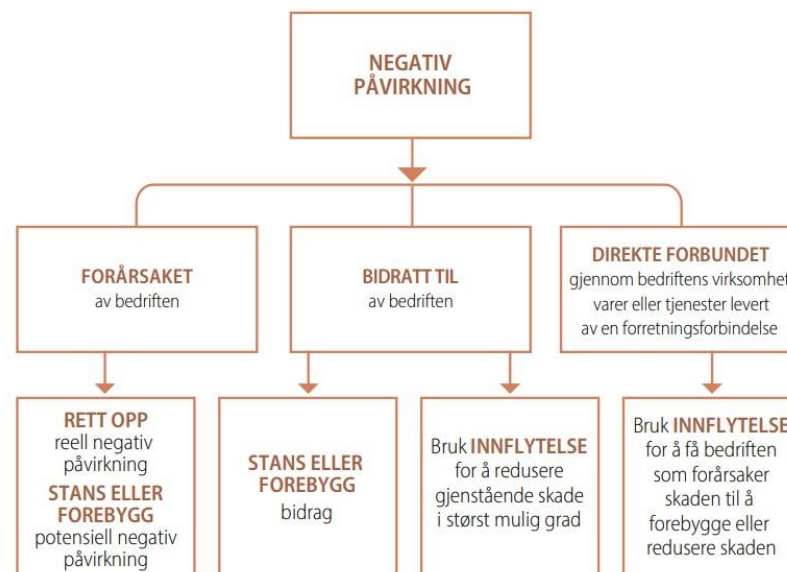 NEGATIV
PÅVIRKNING
FORÅRSAKET
av bedriften
BIDRATT TIL
av bedriften
DIREKTE FORBUNDET
gjennom bedriftens virksomhet
varer eller tjenester levert
av en forretningsforbindelse
RETT OPP
reell negativ
påvirkning
STANS ELLER
FOREBYGG
potensiell negativ
påvirkning
STANS ELLER
FOREBYGG
bidrag
Bruk INNFLYTELSE
for å redusere
gjenstående skade
i størst mulig grad
Bruk INNFLYTELSE
for å få bedriften
som forårsaker
skaden til å
forebygge eller
redusere skaden